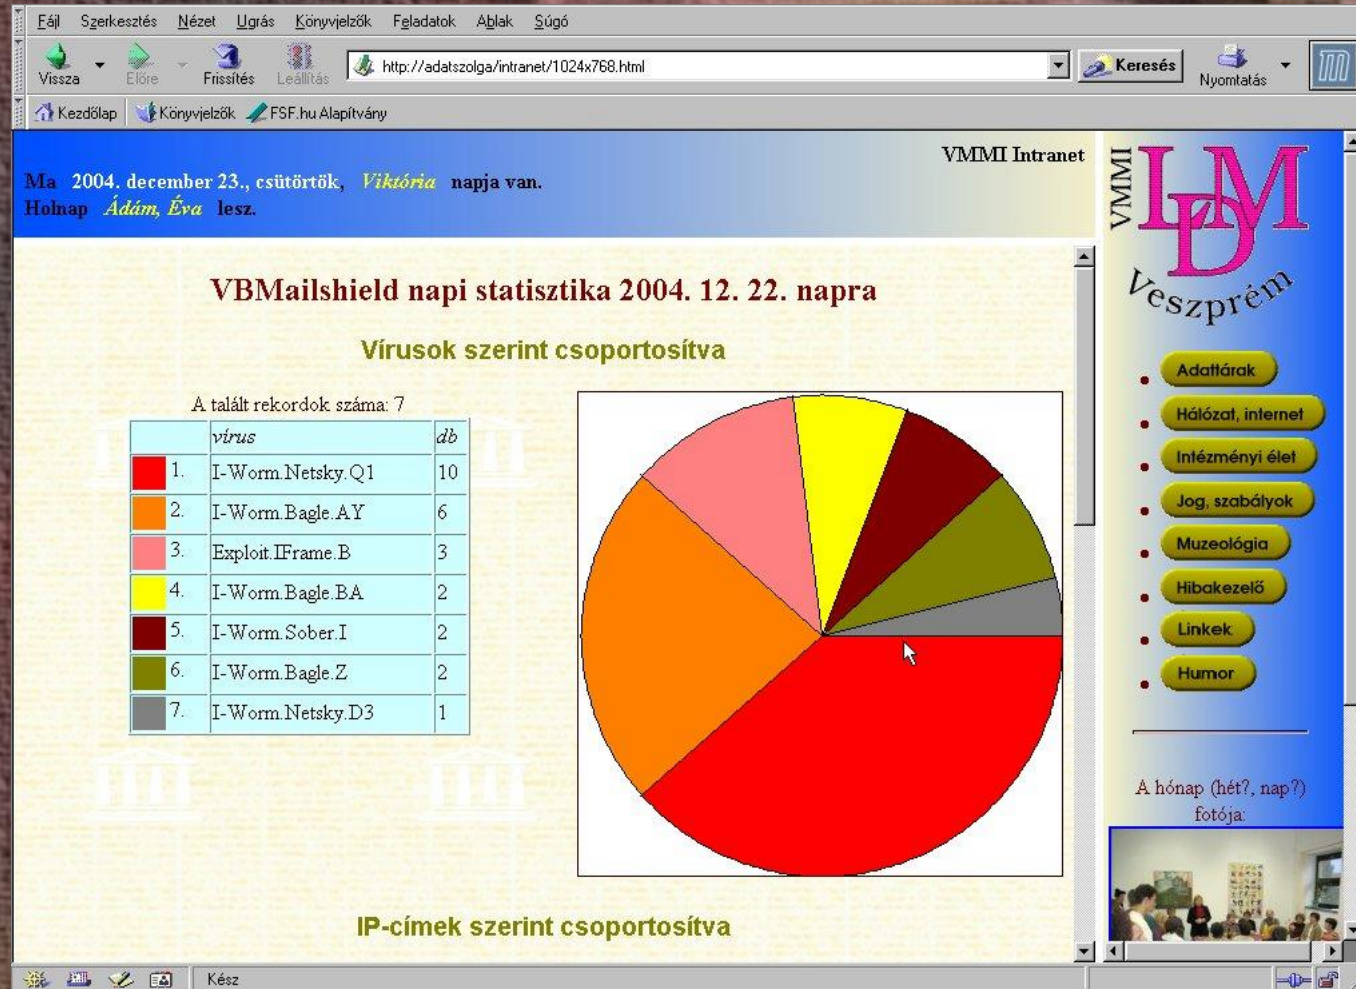 Fájl Szerkesztés Nézet Ugrás Könyvjelzők Feladatok Ablak Súgó
Vissza Előre Frissítés Leállítás http://adatszolga/intranet/1024x768.html Keresés Nyomtatás
Kezdőlap Könyvjelzők FSF.hu Alapítvány
VMMI Intranet
Ma 2004. december 23., csütörtök, Viktória napja van.
Holnap Ádám, Éva lesz.
VBMailshield napi statisztika 2004. 12. 22. napra
Vírusok szerint csoportosítva
A talált rekordok száma: 7
vírus db
1. I-Worm.Netsky.Q1 10
2. I-Worm.Bagle.AY 6
3. Exploit.IFrame.B 3
4. I-Worm.Bagle.BA 2
5. I-Worm.Sober.I 2
6. I-Worm.Bagle.Z 2
7. I-Worm.Netsky.D3 1
IP-címek szerint csoportosítva
VMMI
LDM
Veszprém
Adattárak
Hálózat, internet
Intézményi élet
Jog, szabályok
Muzeológia
Hibakezelő
Linkek
Humor
A hónap (hét?, nap?)
fotója:
Kész